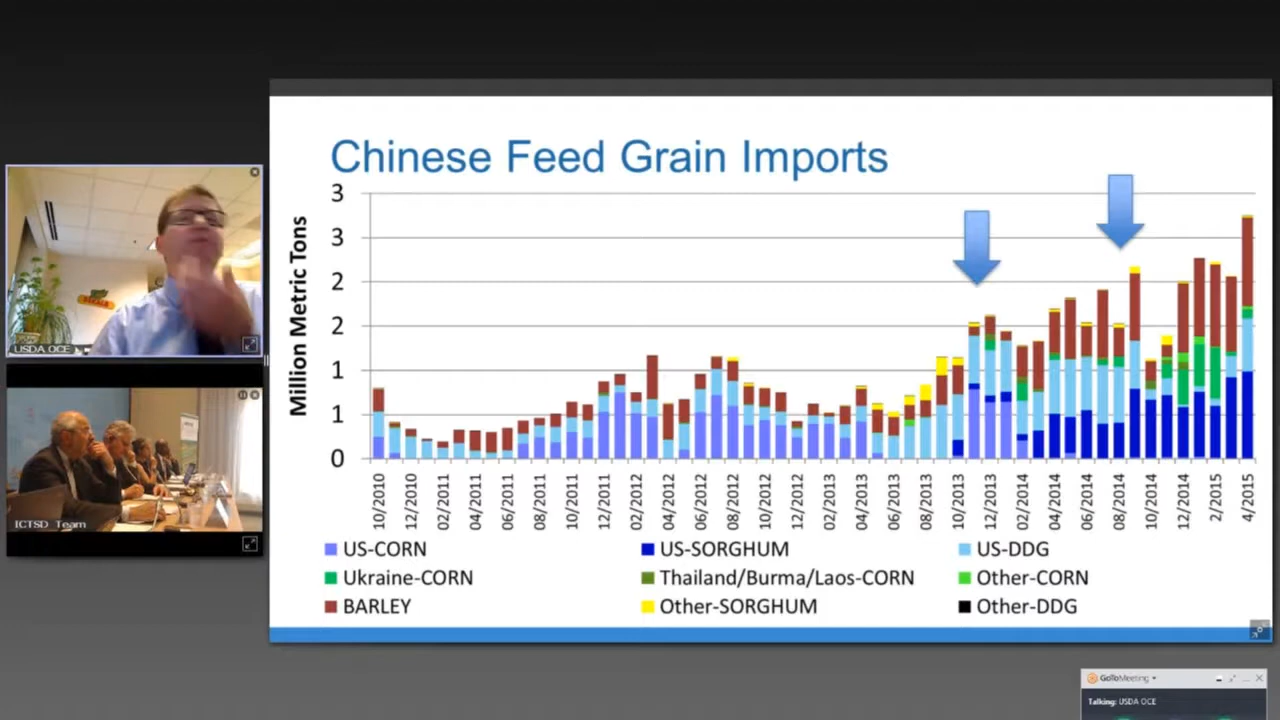 Chinese Feed Grain Imports
Million Metric Tons
3
3
2
2
1
1
0
10/2010
12/2010
02/2011
04/2011
06/2011
08/2011
10/2011
12/2011
02/2012
04/2012
06/2012
08/2012
10/2012
12/2012
02/2013
04/2013
06/2013
08/2013
10/2013
12/2013
02/2014
04/2014
06/2014
08/2014
10/2014
12/2014
2/2015
4/2015
US-CORN
US-SORGHUM
US-DDG
Ukraine-CORN
Thailand/Burma/Laos-CORN
Other-CORN
BARLEY
Other-SORGHUM
Other-DDG
USDA OCE
ICTSD Team
GoToMeeting
Talking: USDA OCE